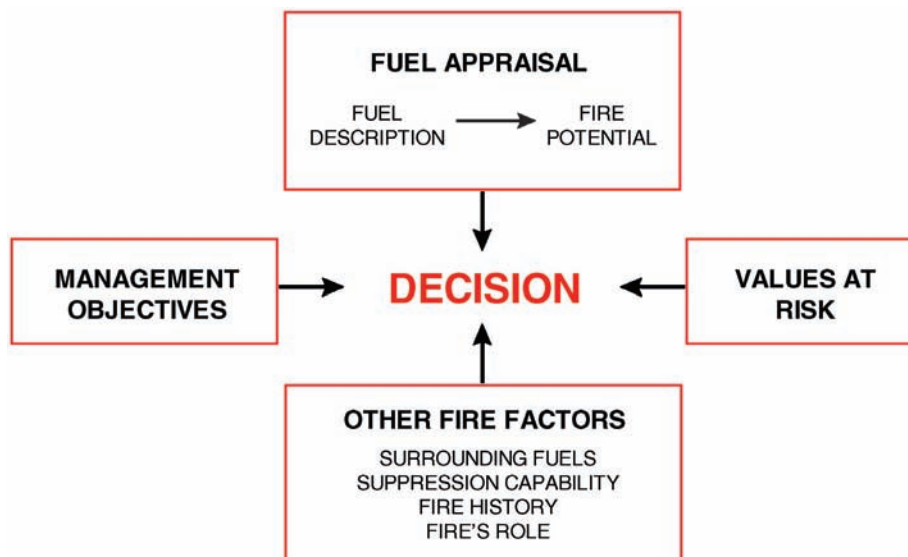 FUEL APPRAISAL
FUEL
DESCRIPTION
FIRE
POTENTIAL
MANAGEMENT
OBJECTIVES
DECISION
VALUES AT
RISK
OTHER FIRE FACTORS
SURROUNDING FUELS
SUPPRESSION CAPABILITY
FIRE HISTORY
FIRE'S ROLE